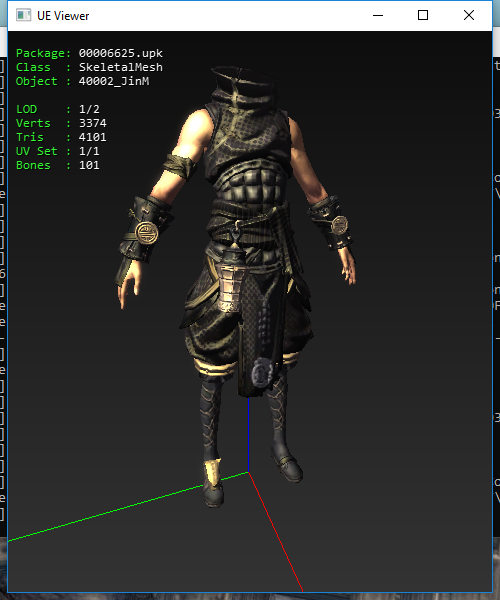 UE Viewer
Package: 00006625.upk
Class : SkeletalMesh
Object : 40002_JinM
LOD : 1/2
Verts : 3374
Tris : 4101
UV Set : 1/1
Bones : 101